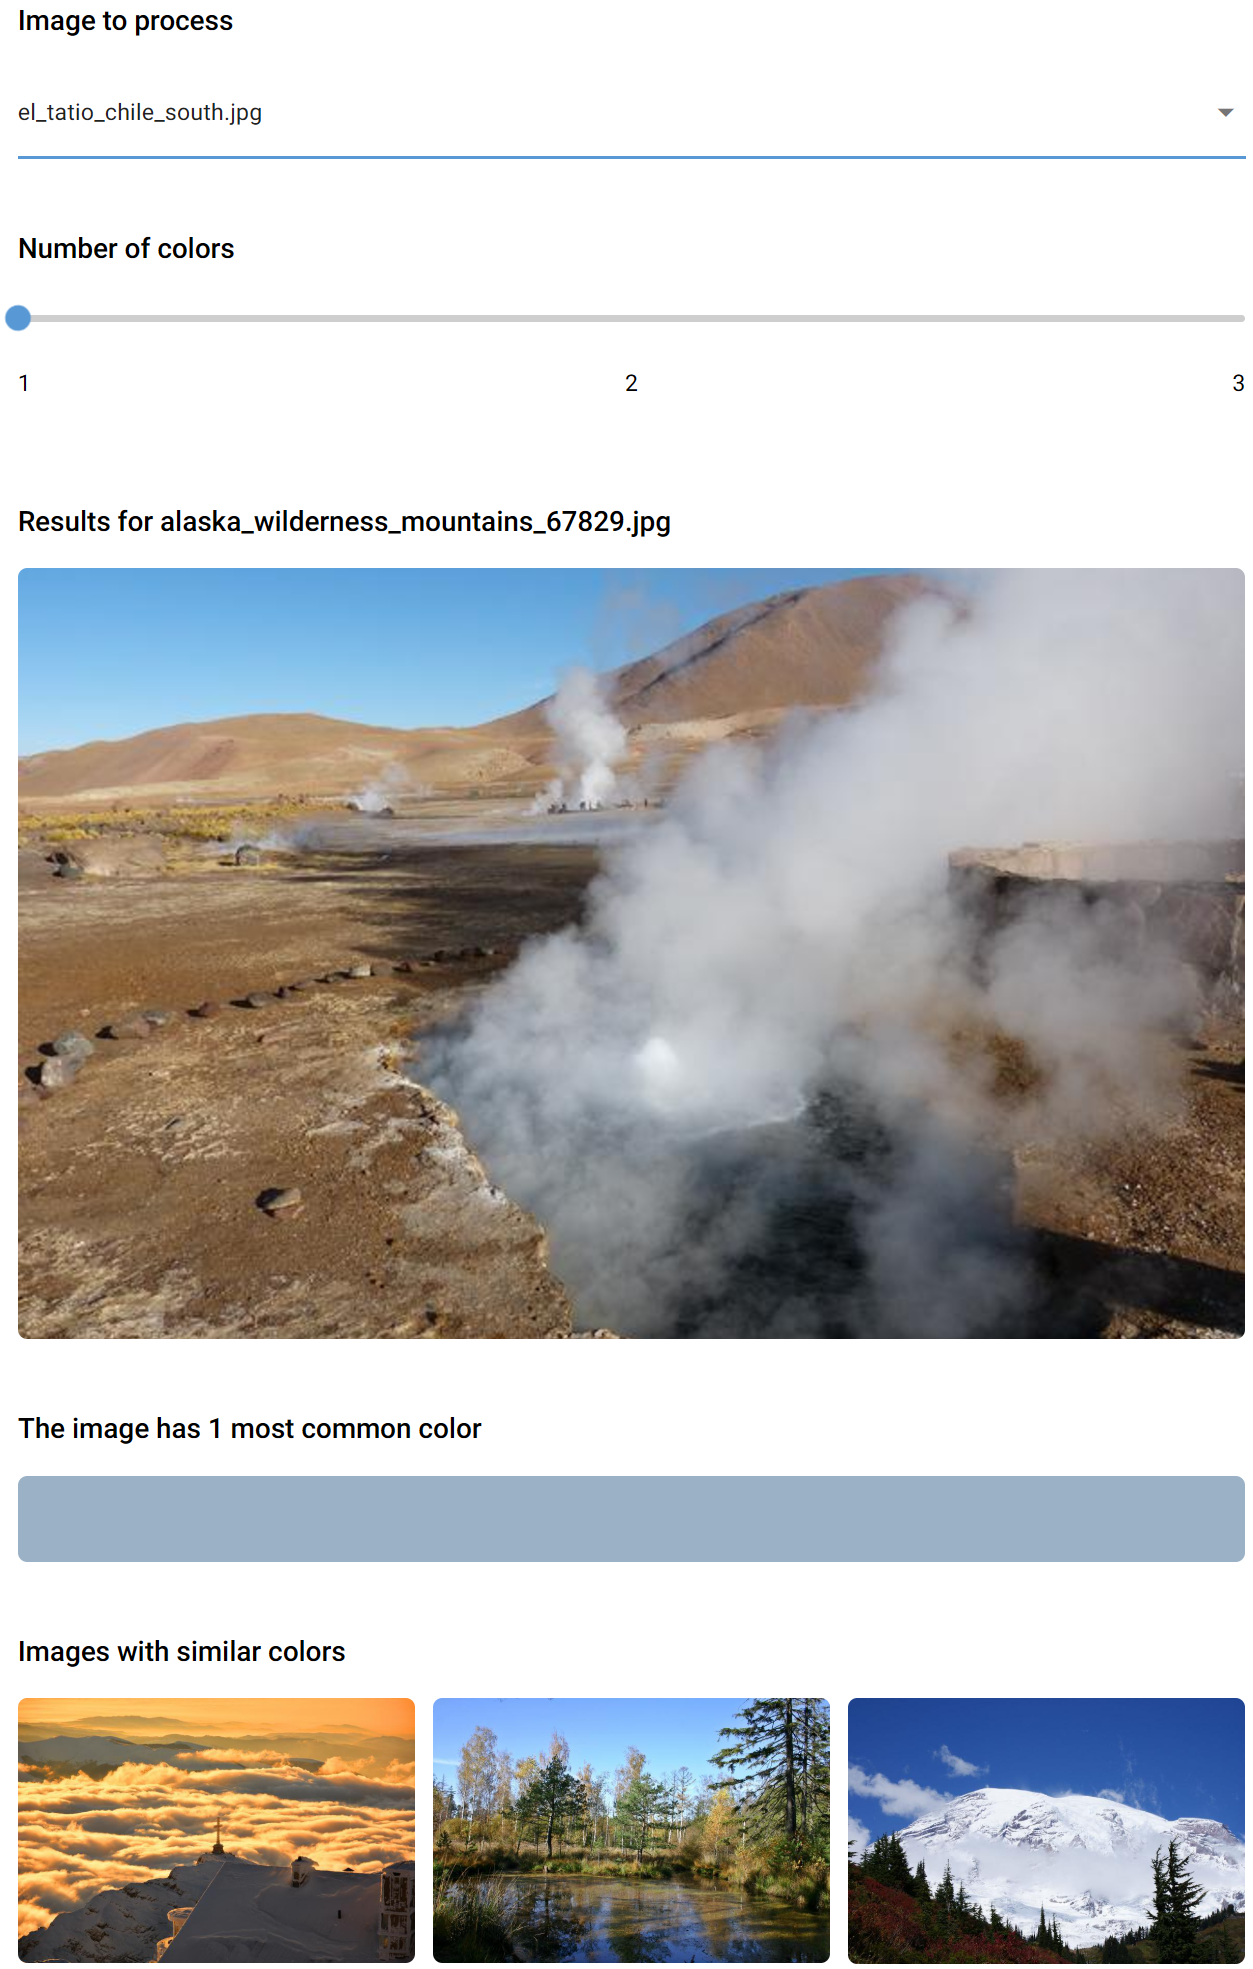 Image to process
el_tatio_chile_south.jpg
Number of colors
1 2 3
Results for alaska_wilderness_mountains_67829.jpg
The image has 1 most common color
Images with similar colors